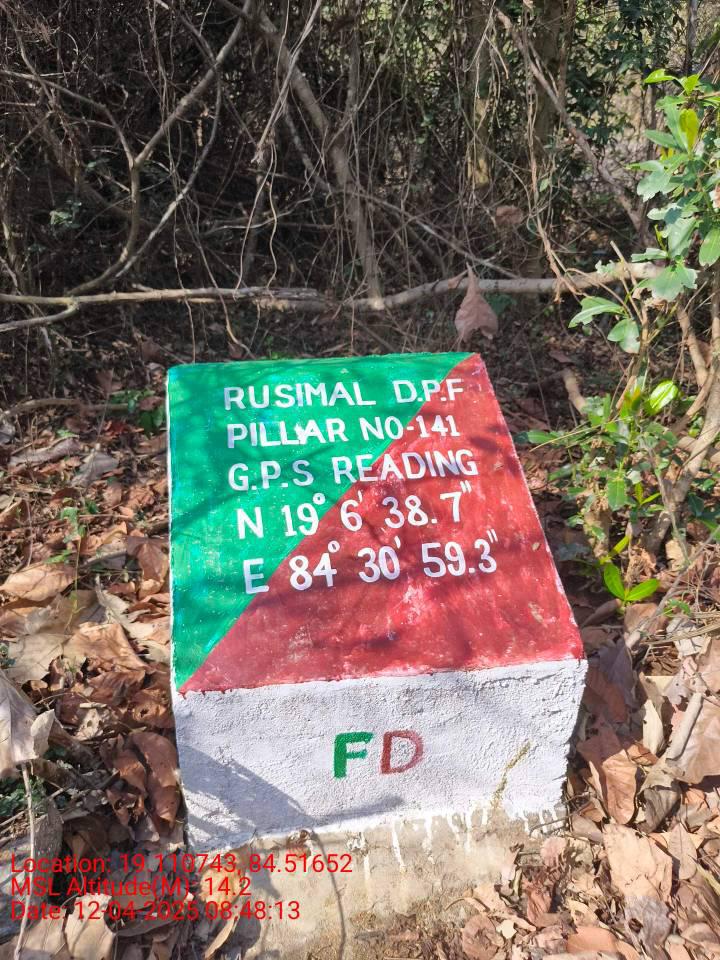 RUSIMAL D.P.F
PILLAR NO-141
G.P.S READING
N 19° 6' 38.7"
E 84° 30' 59.3"
FD
Location: 19.110743, 84.51652
MSL Altitude(M): 14.2
Date: 12-04-2025 08:48:13